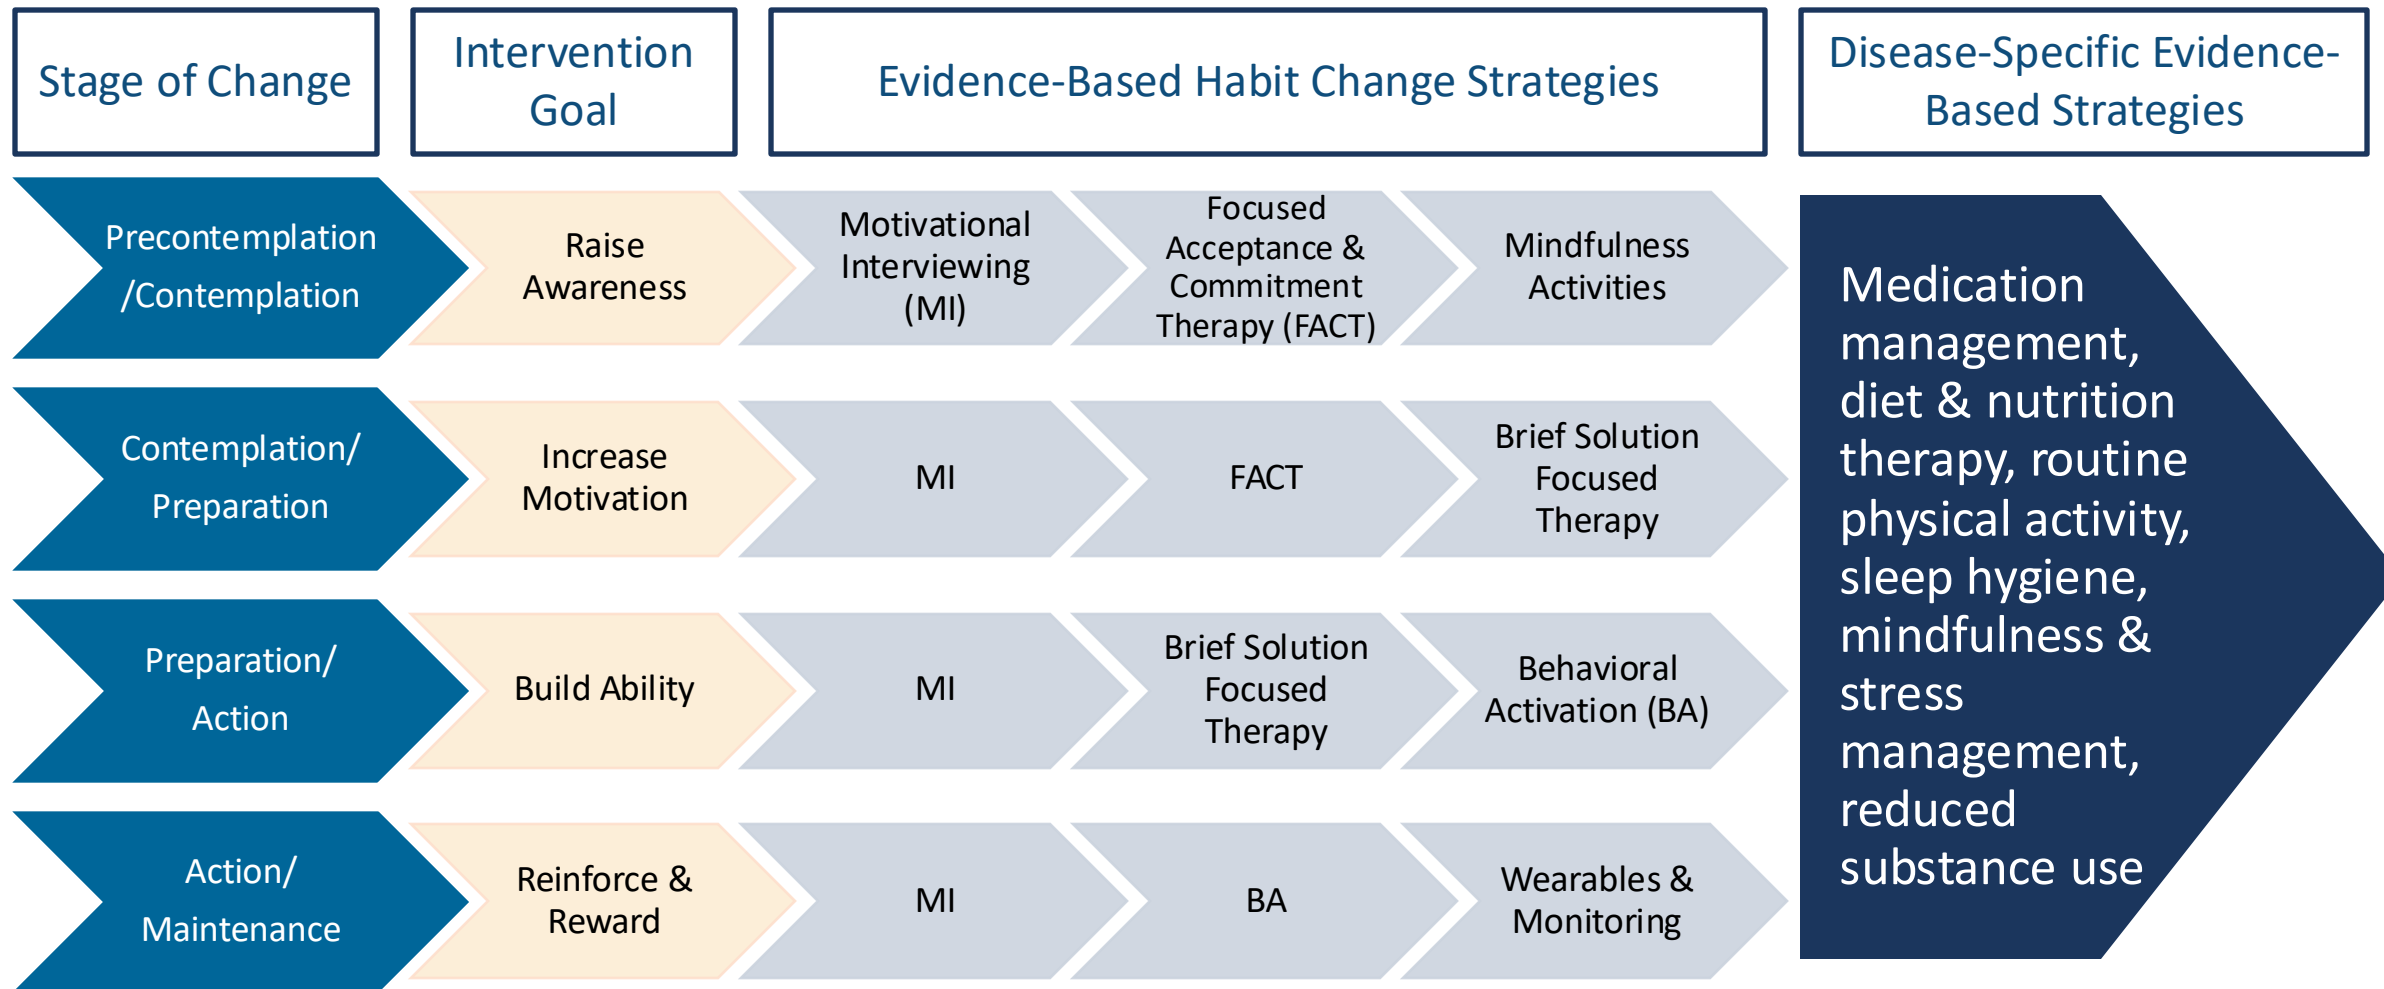 Stage of Change
Intervention
Goal
Evidence-Based Habit Change Strategies
Disease-Specific Evidence-
Based Strategies
Precontemplation
/Contemplation
Raise
Awareness
Motivational
Interviewing
(MI)
Focused
Acceptance &
Commitment
Therapy (FACT)
Mindfulness
Activities
Contemplation/
Preparation
Increase
Motivation
MI
FACT
Brief Solution
Focused
Therapy
Preparation/
Action
Build Ability
MI
Brief Solution
Focused
Therapy
Behavioral
Activation (BA)
Action/
Maintenance
Reinforce &
Reward
MI
BA
Wearables &
Monitoring
Medication
management,
diet & nutrition
therapy, routine
physical activity,
sleep hygiene,
mindfulness &
stress
management,
reduced
substance use